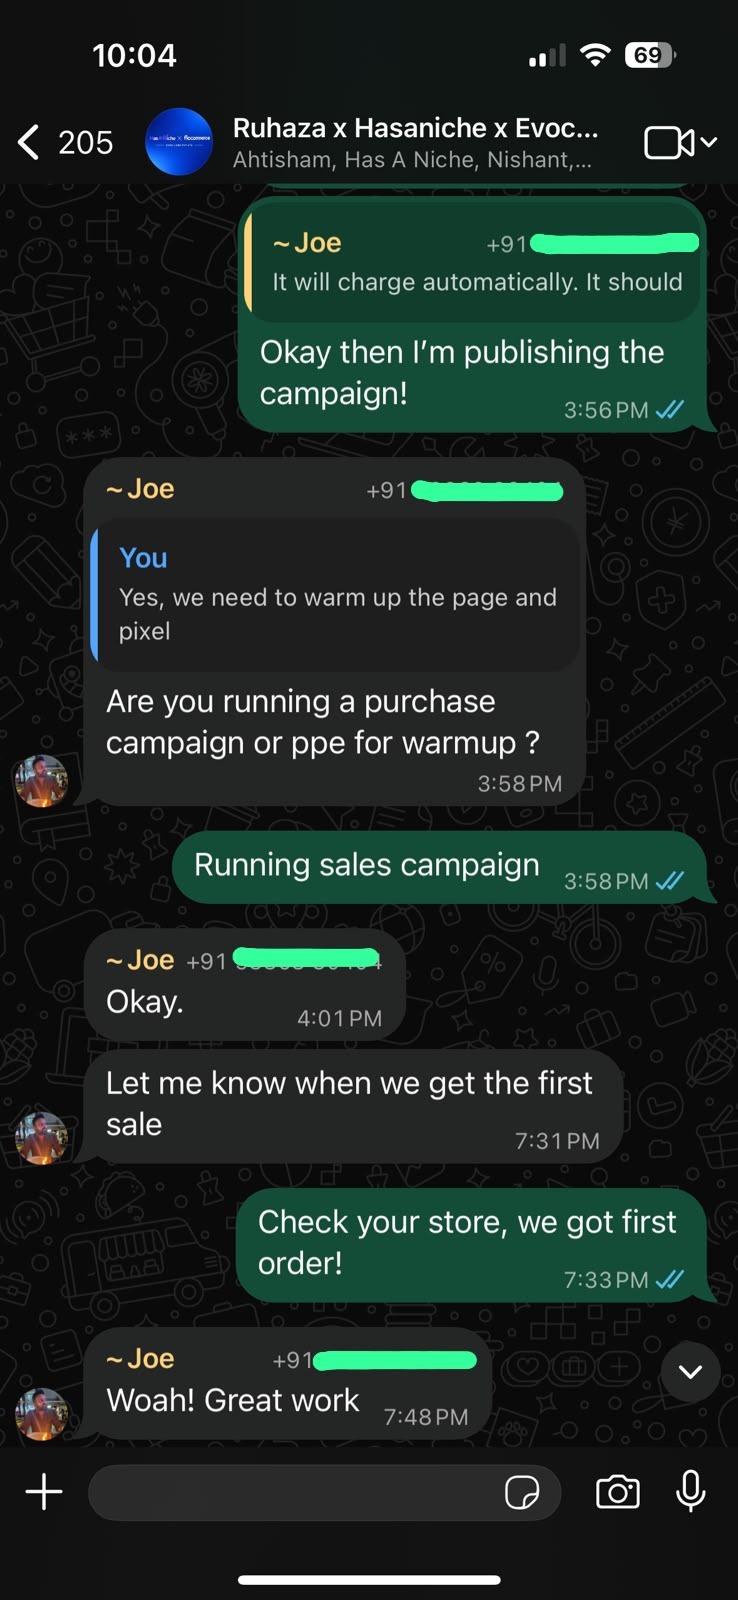 10:04
69
205
Ruhaza x Hasaniche x Evoc...
Ahtisham, Has A Niche, Nishant,...
~ Joe +91
It will charge automatically. It should
Okay then I'm publishing the
campaign!
3:56 PM
~ Joe +91
You
Yes, we need to warm up the page and
pixel
Are you running a purchase
campaign or ppe for warmup ?
3:58 PM
Running sales campaign 3:58 PM
~ Joe +91
Okay.
4:01 PM
Let me know when we get the first
sale
7:31 PM
Check your store, we got first
order!
7:33 PM
~ Joe +91
Woah! Great work 7:48 PM